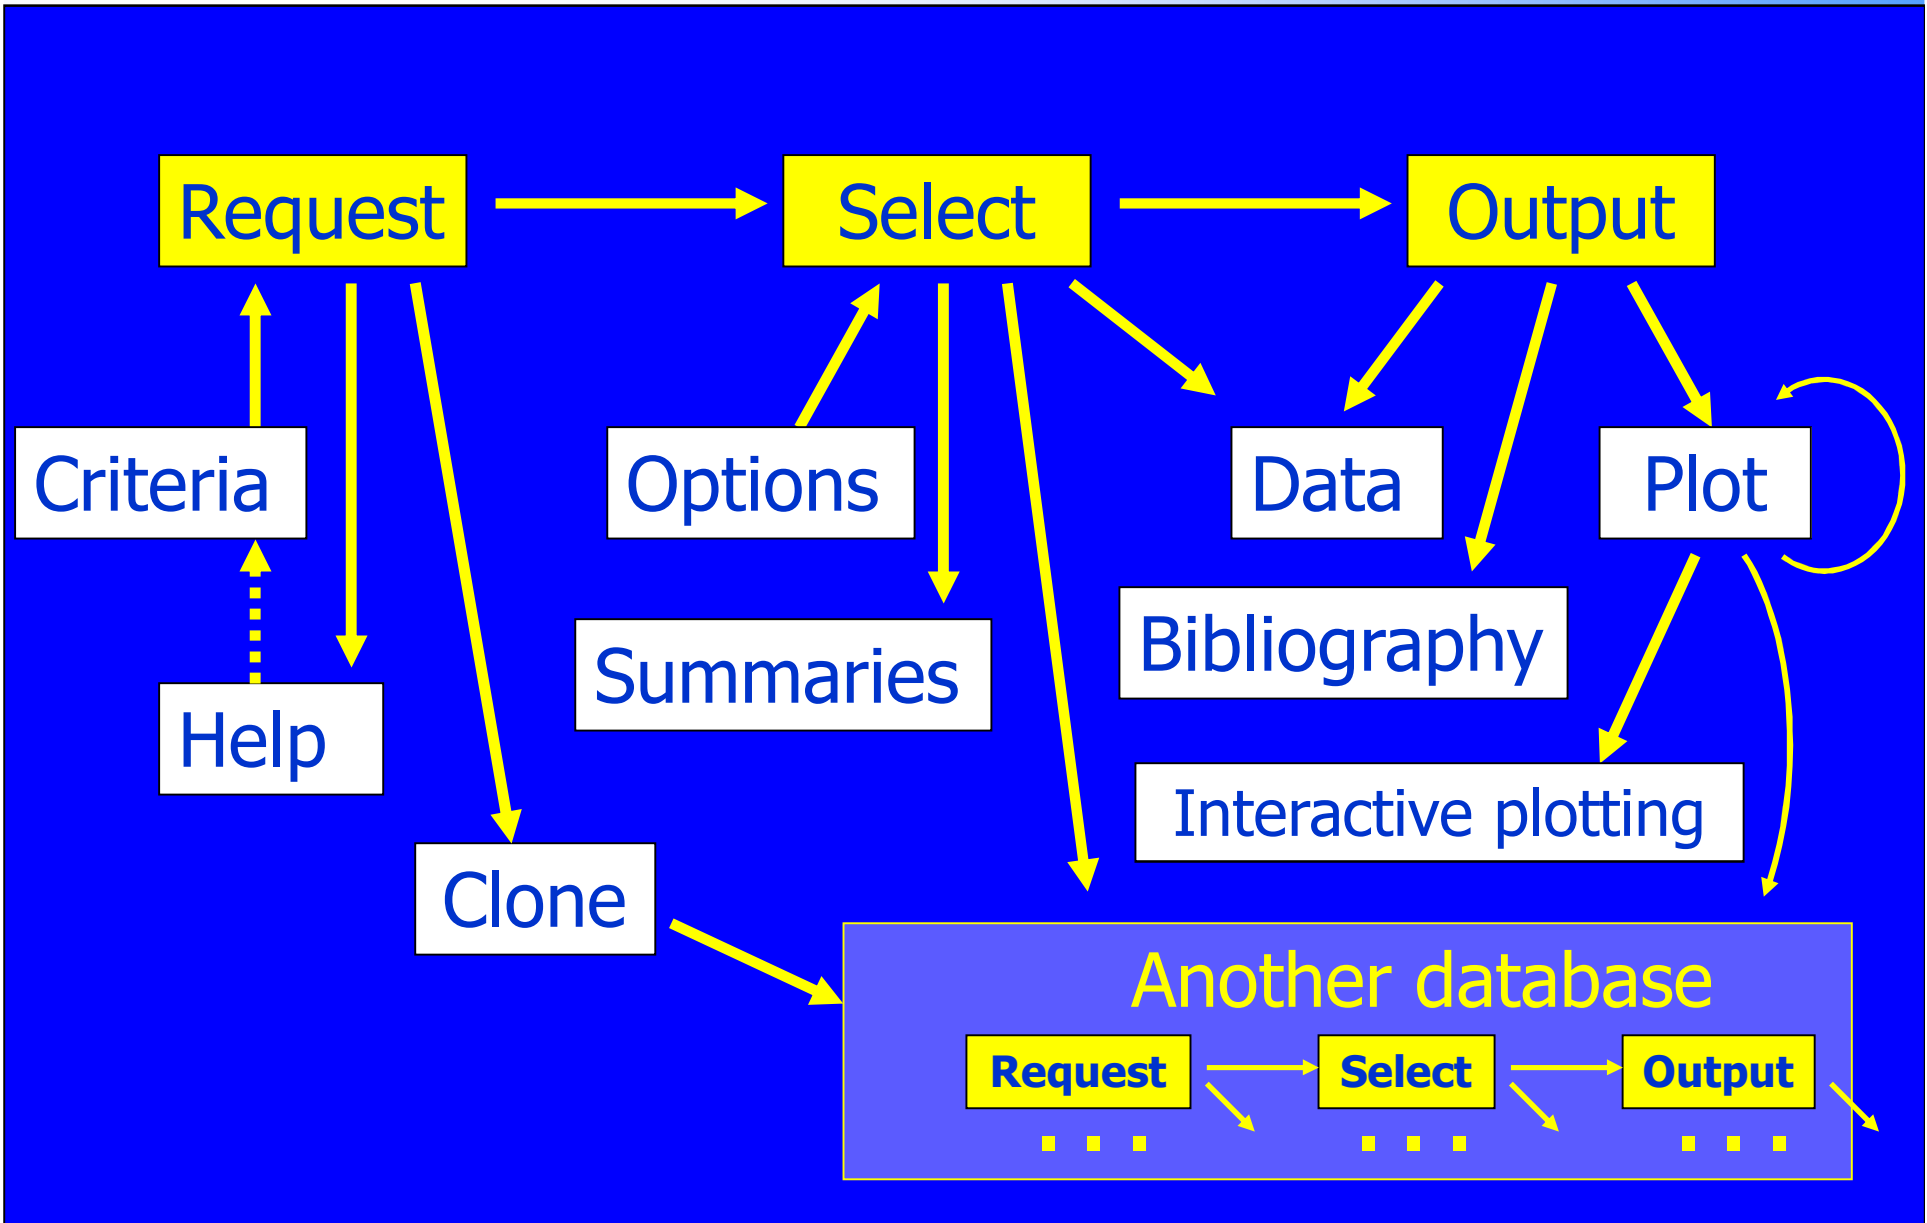 Request
Select
Output
Criteria
Options
Data
Plot
Summaries
Bibliography
Help
Interactive plotting
Clone
Another database
Request
Select
Output
. . .
. . .
. . .